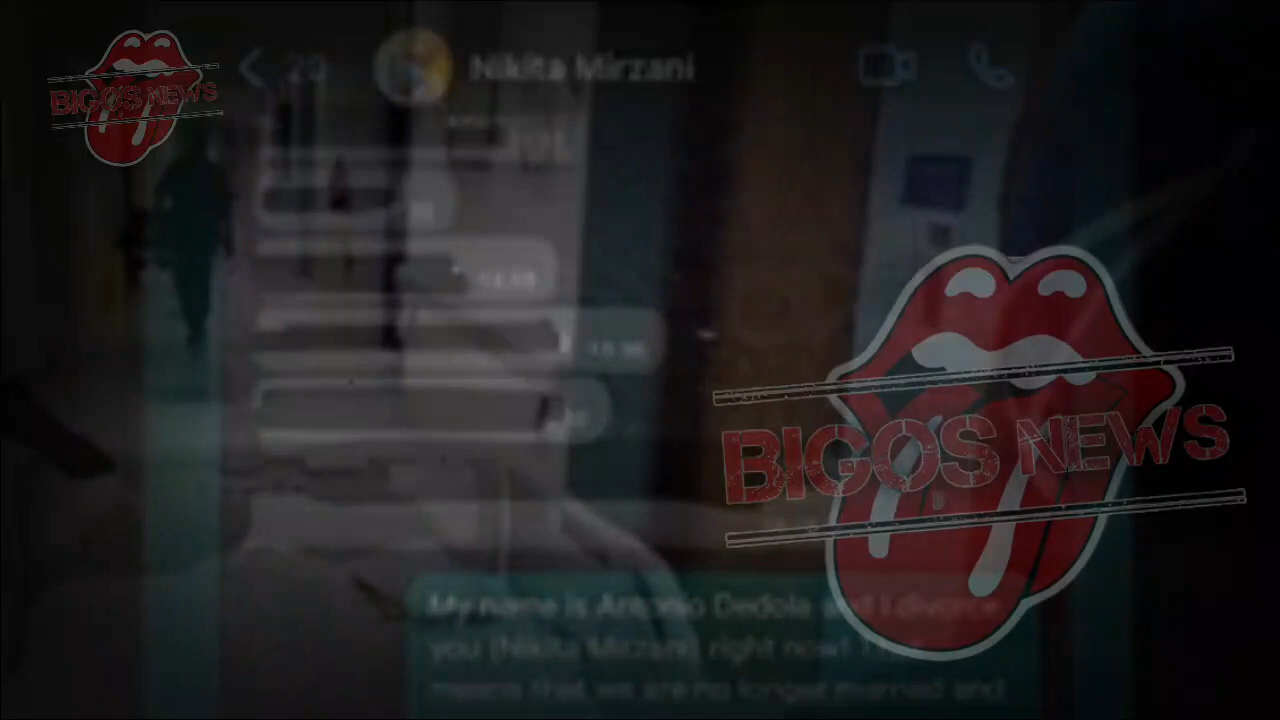 BIGOS NEWS
20
Nikita Mirzani
BIGOS NEWS
My name is Antonio Dedola and I divorce
you (Nikita Mirzani) right now!
means that we are no longer married and